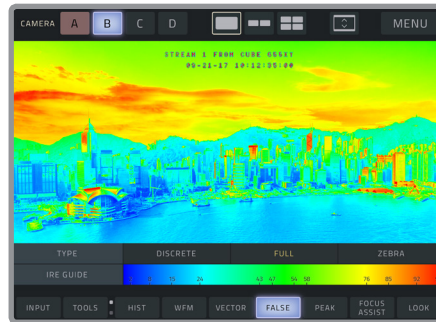 CAMERA A B C D MENU
STREAM 1 FROM CUBE 655XY
09-21-17 10:12:35:00
TYPE DISCRETE FULL ZEBRA
IRE GUIDE 15 24 43 47 54 58 76 85 92
INPUT TOOLS HIST WFM VECTOR FALSE PEAK FOCUS ASSIST LOOK